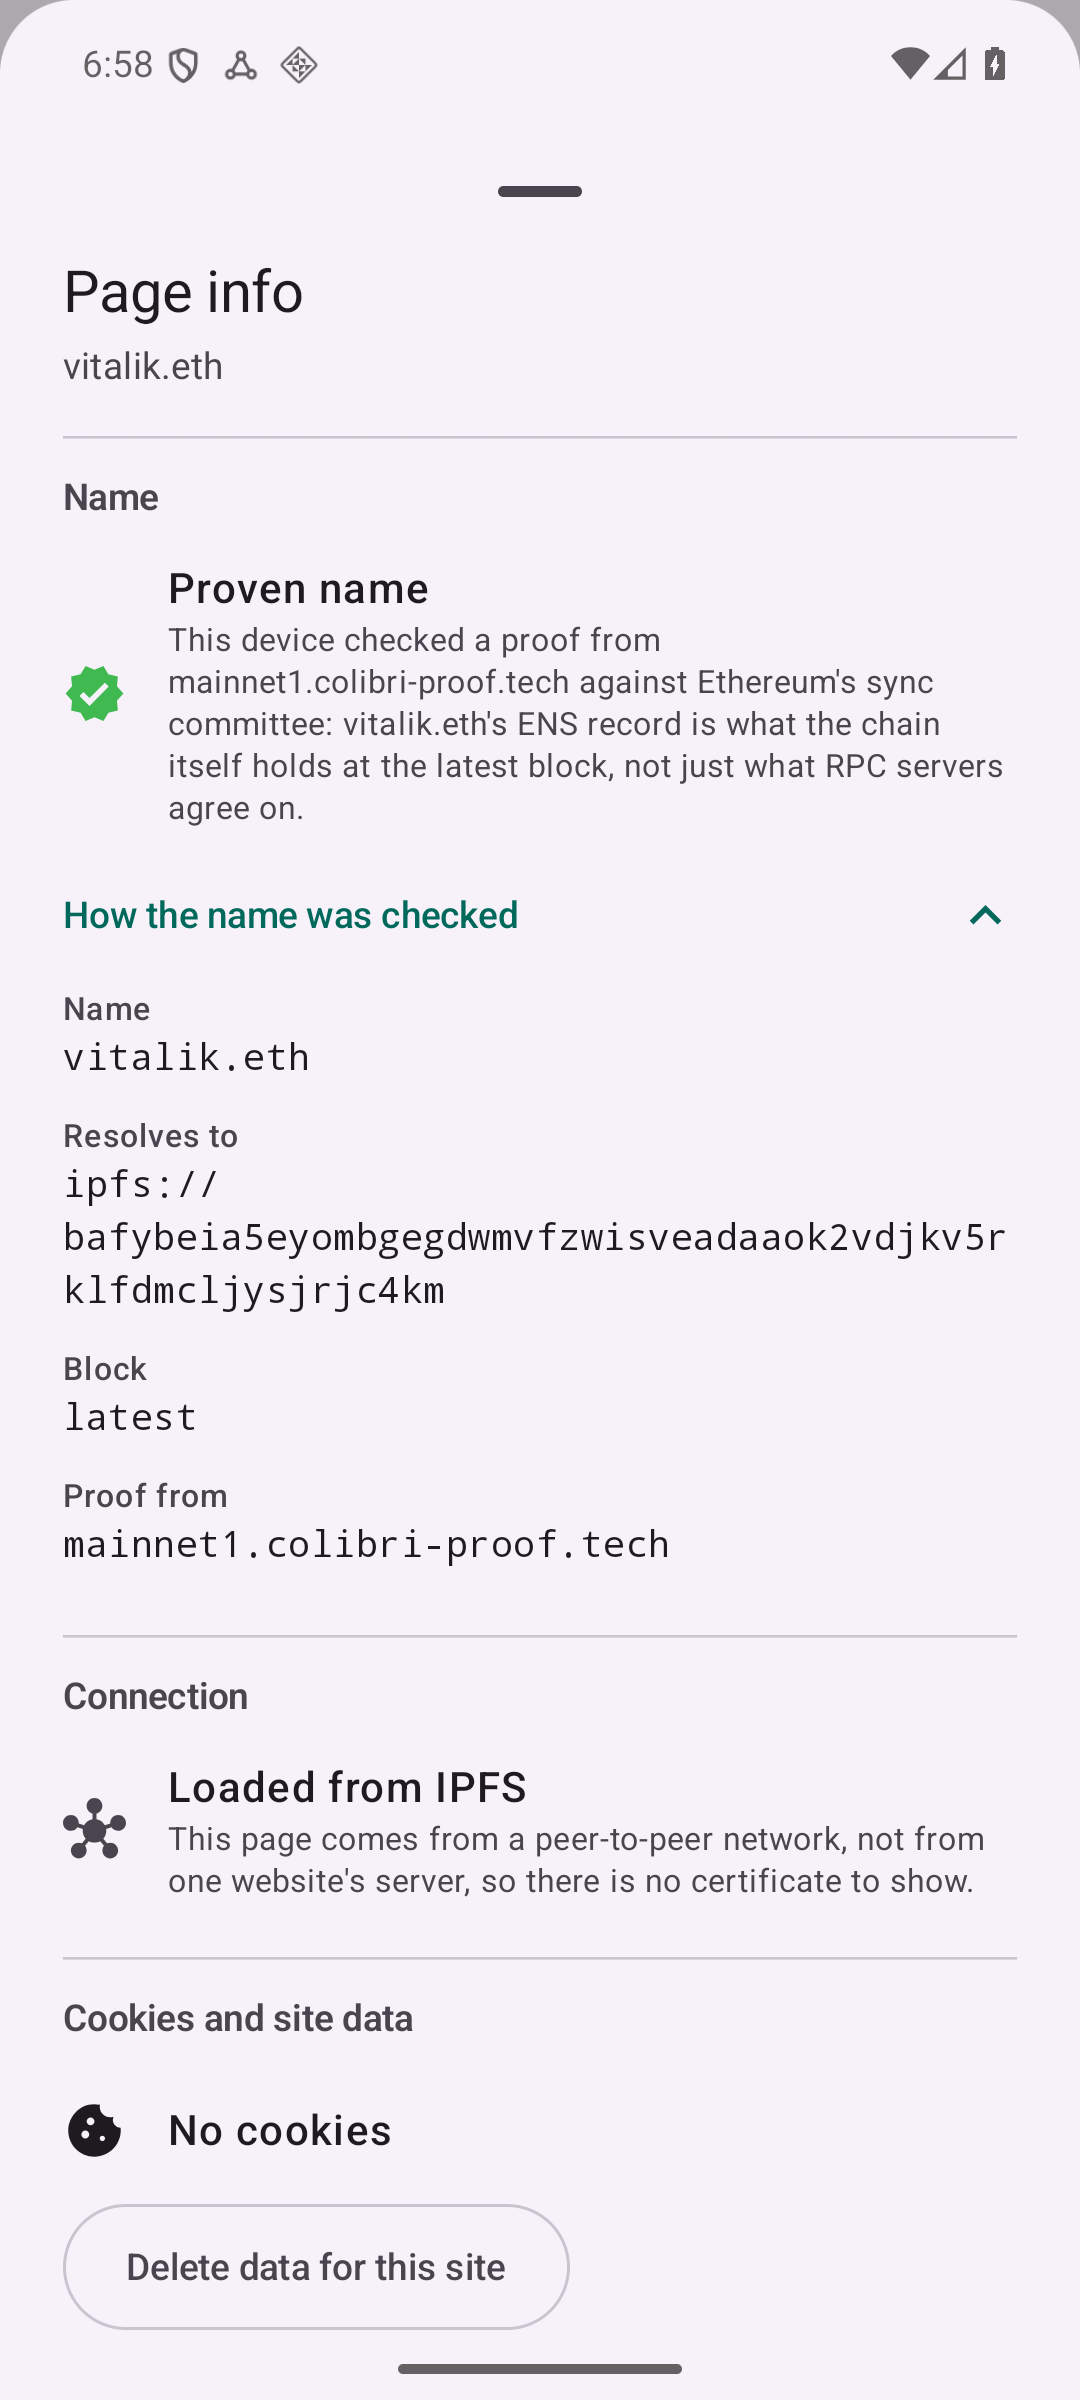 6:58
Page info
vitalik.eth
Name
Proven name
This device checked a proof from
mainnet1.colibri-proof.tech against Ethereum's sync
committee: vitalik.eth's ENS record is what the chain
itself holds at the latest block, not just what RPC servers
agree on.
How the name was checked
Name
vitalik.eth
Resolves to
ipfs://
bafybeia5eyombgegdwmvfzwisveadaaok2vdjkv5r
klfdmcljysjrjc4km
Block
latest
Proof from
mainnet1.colibri-proof.tech
Connection
Loaded from IPFS
This page comes from a peer-to-peer network, not from
one website's server, so there is no certificate to show.
Cookies and site data
No cookies
Delete data for this site